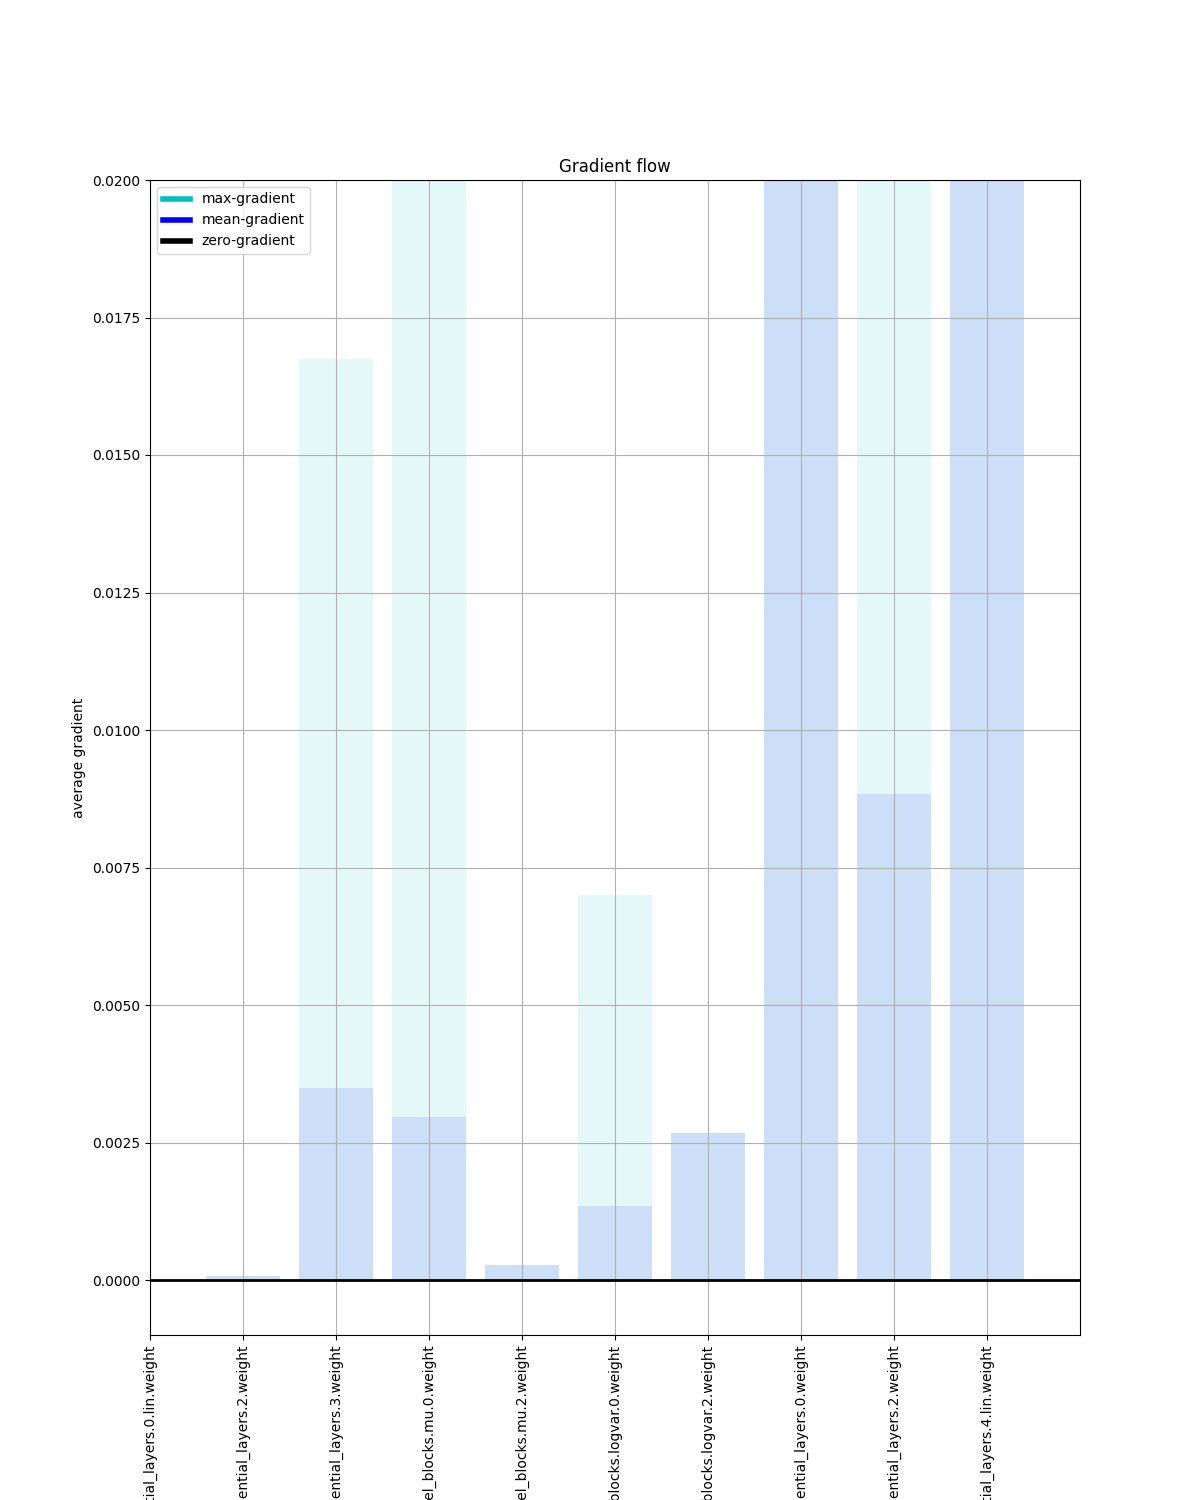 Gradient flow
max-gradient
mean-gradient
zero-gradient
0.0200
0.0175
0.0150
0.0125
0.0100
0.0075
0.0050
0.0025
0.0000
average gradient
tial_layers.0.lin.weight
ential_layers.2.weight
ential_layers.3.weight
el_blocks.mu.0.weight
el_blocks.mu.2.weight
blocks.logvar.0.weight
blocks.logvar.2.weight
ential_layers.0.weight
ential_layers.2.weight
tial_layers.4.lin.weight